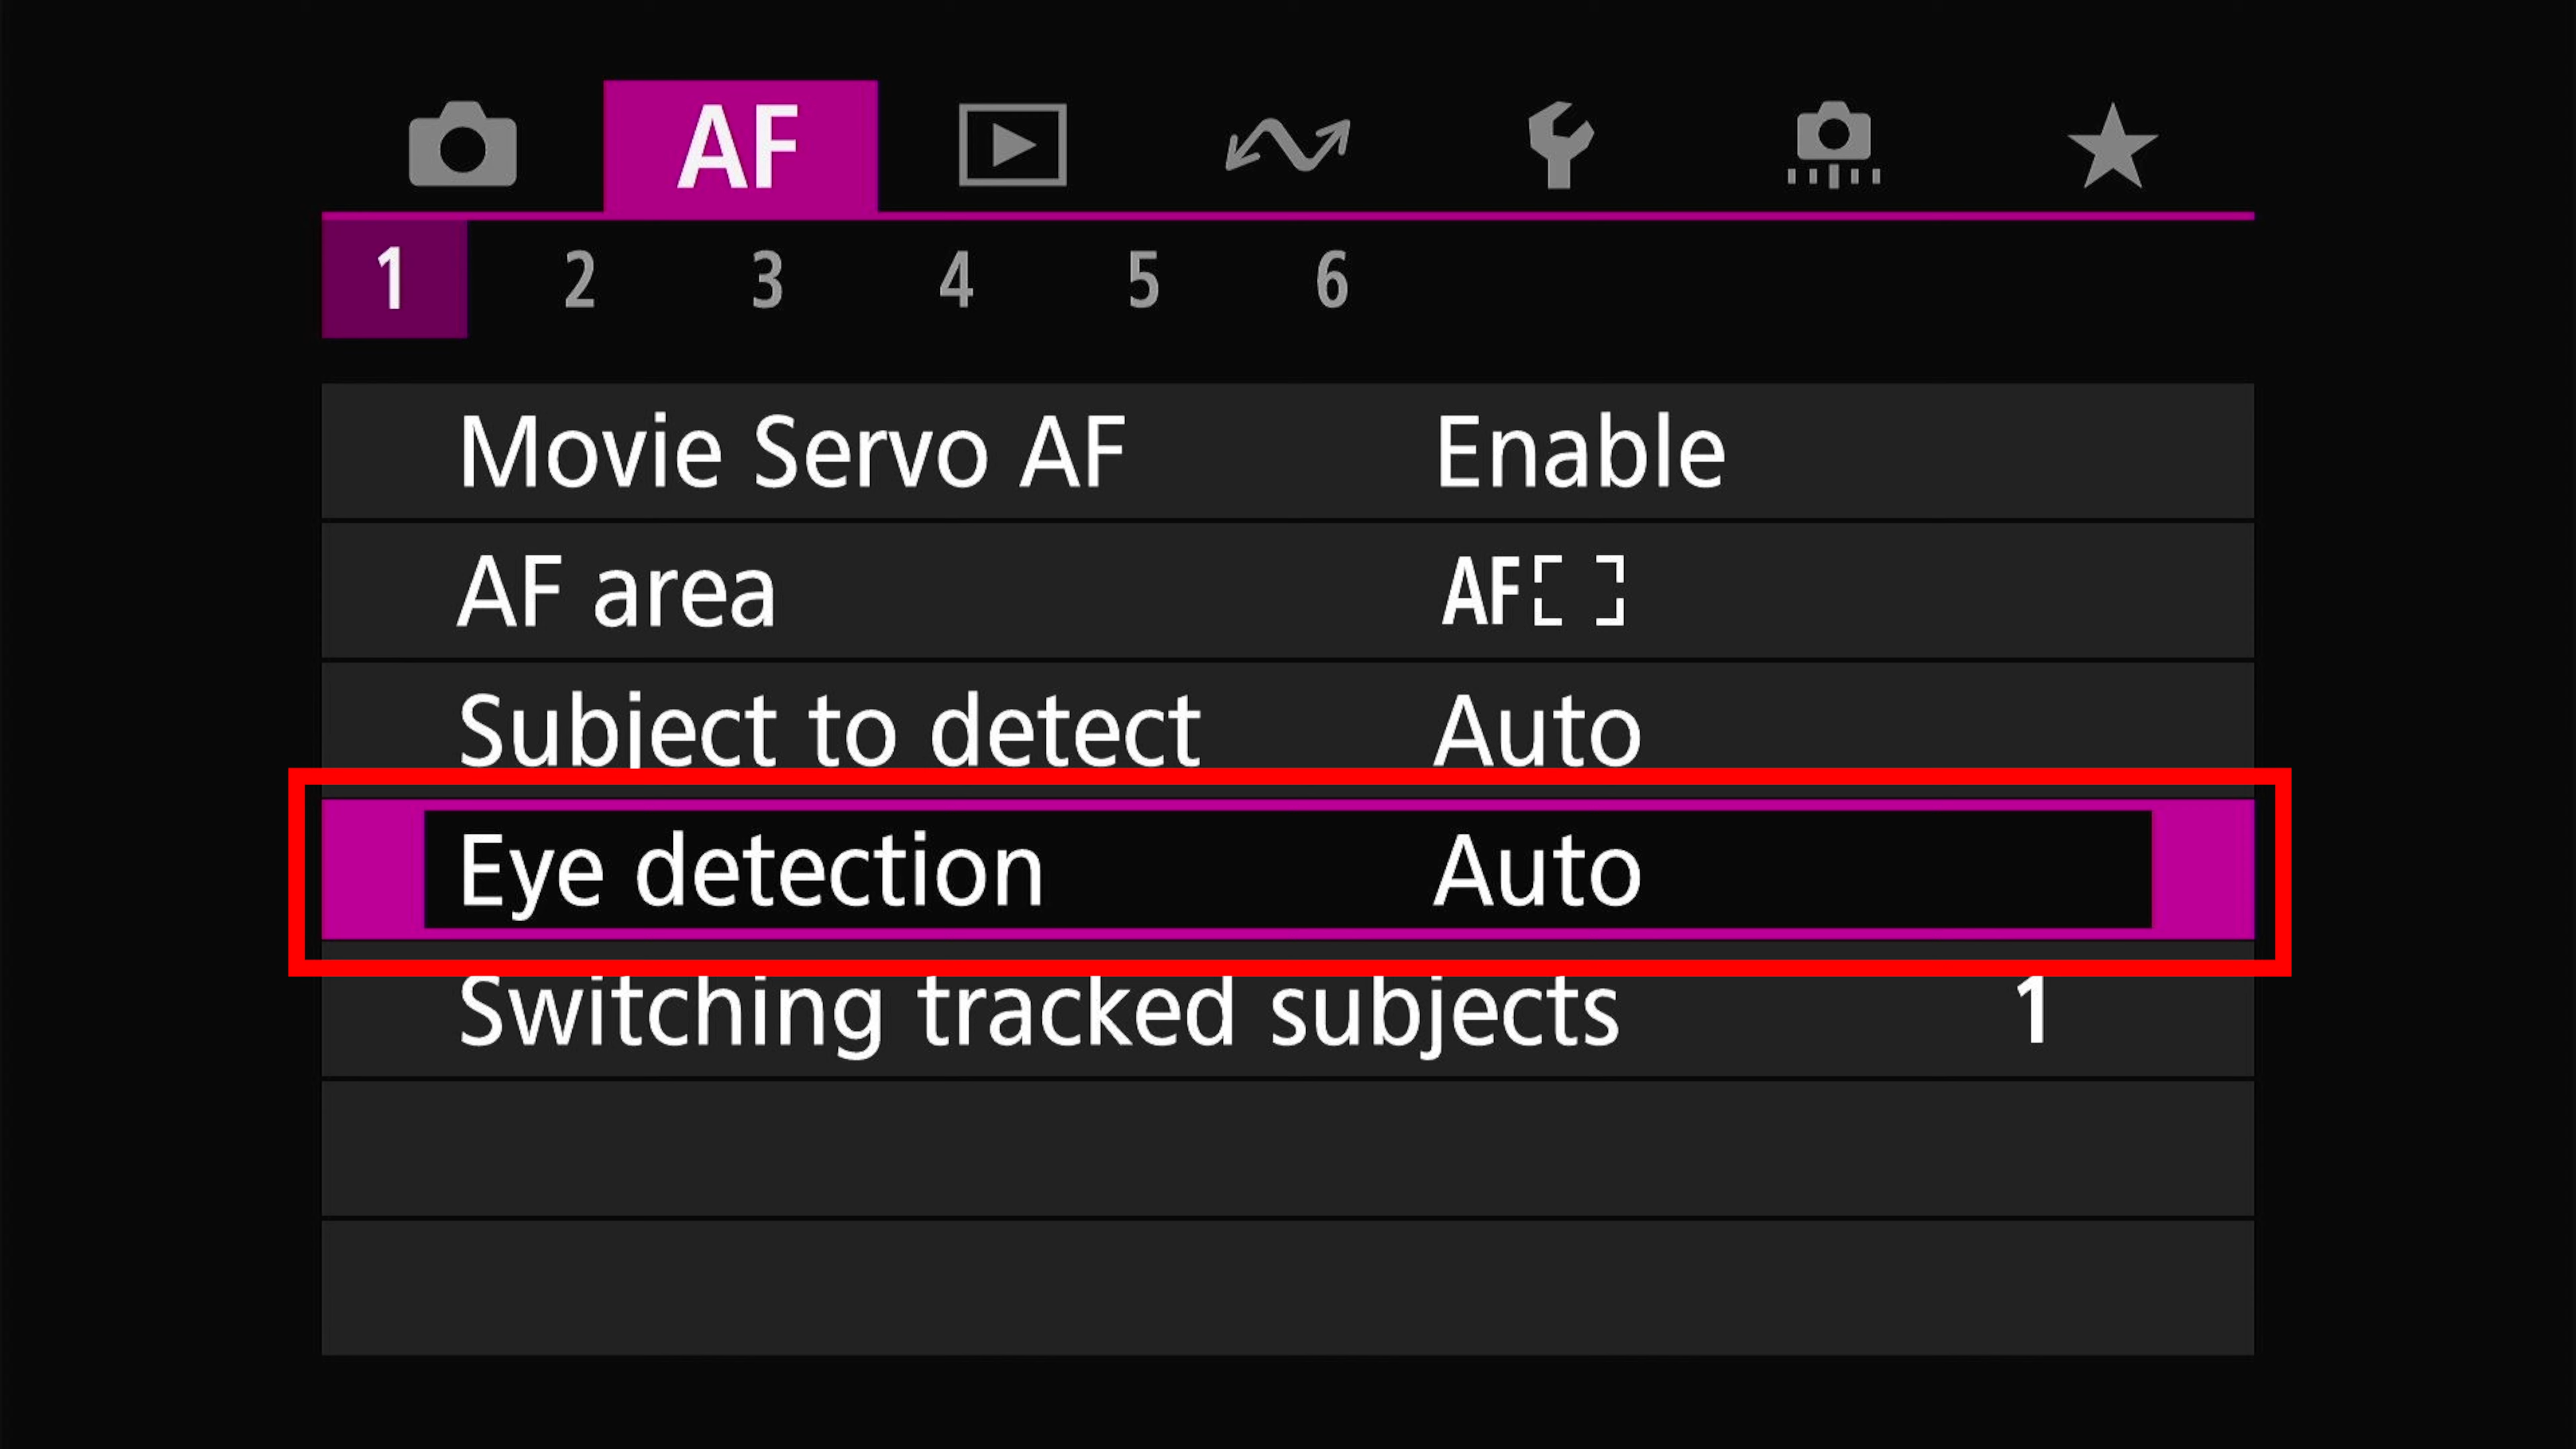 AF
1 2 3 4 5 6
Movie Servo AF Enable
AF area AF
Subject to detect Auto
Eye detection Auto
Switching tracked subjects 1